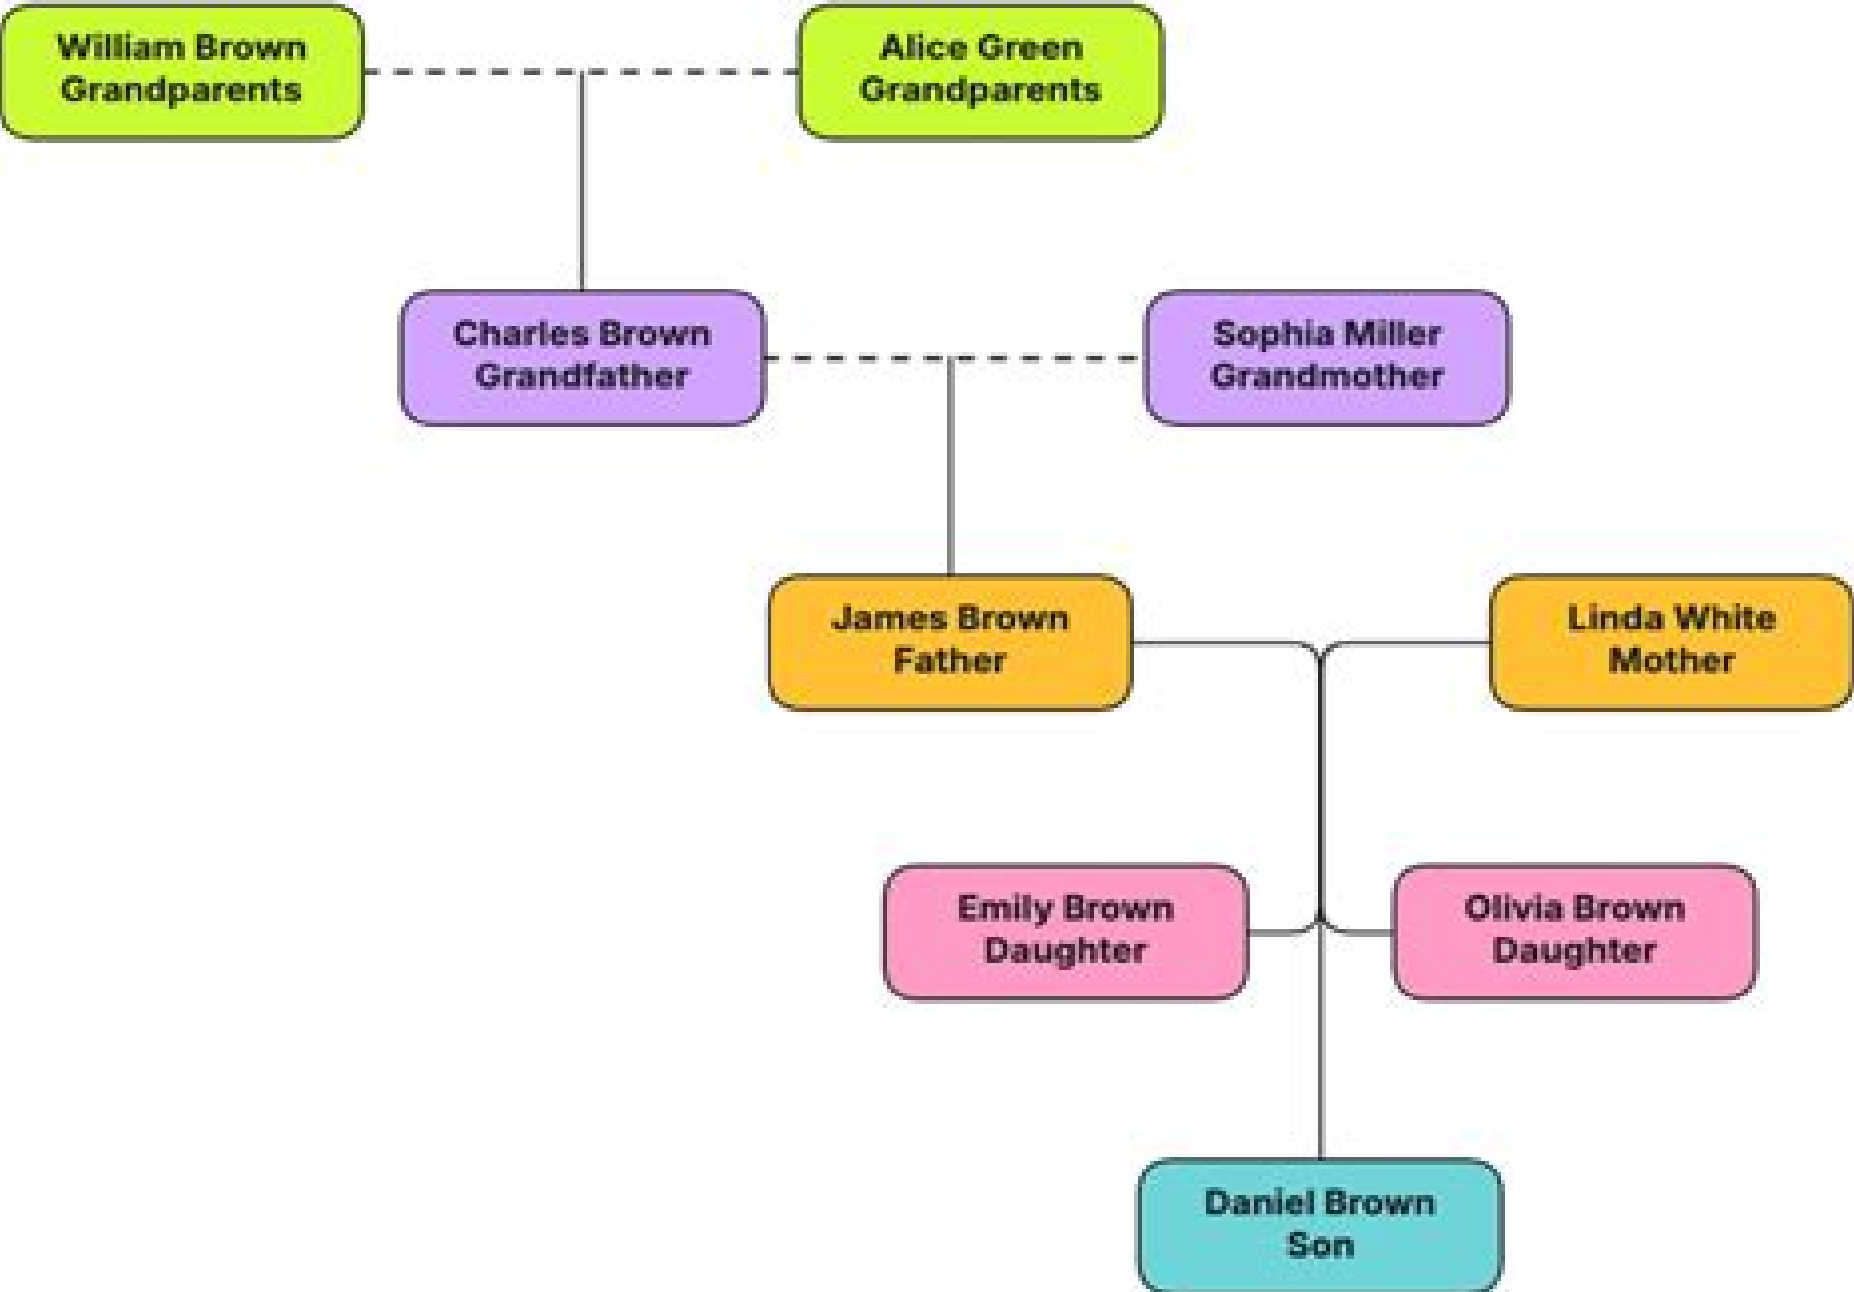 William Brown
Grandparents
Alice Green
Grandparents
Charles Brown
Grandfather
Sophia Miller
Grandmother
James Brown
Father
Linda White
Mother
Emily Brown
Daughter
Olivia Brown
Daughter
Daniel Brown
Son